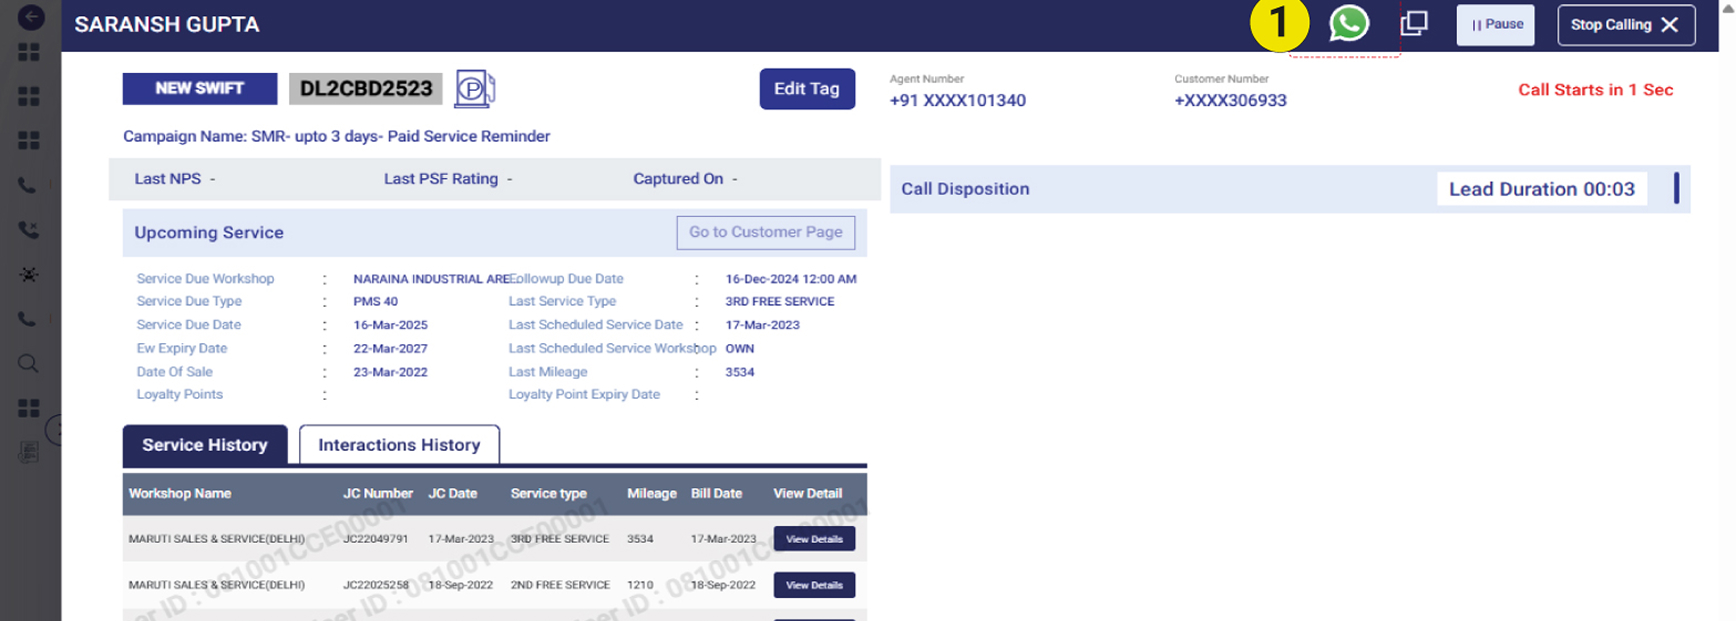 SARANSH GUPTA
1
Pause
Stop Calling
NEW SWIFT
DL2CBD2523
P
Edit Tag
Agent Number
+91 XXXX101340
Customer Number
+XXXX306933
Call Starts in 1 Sec
Campaign Name: SMR- upto 3 days- Paid Service Reminder
Last NPS -
Last PSF Rating -
Captured On -
Call Disposition
Lead Duration 00:03
Upcoming Service
Go to Customer Page
Service Due Workshop : NARAINA INDUSTRIAL ARE
Followup Due Date : 16-Dec-2024 12:00 AM
Service Due Type : PMS 40
Last Service Type : 3RD FREE SERVICE
Service Due Date : 16-Mar-2025
Last Scheduled Service Date : 17-Mar-2023
Ew Expiry Date : 22-Mar-2027
Last Scheduled Service Workshop : OWN
Date Of Sale : 23-Mar-2022
Last Mileage : 3534
Loyalty Points :
Loyalty Point Expiry Date :
Service History
Interactions History
Workshop Name JC Number JC Date Service type Mileage Bill Date View Detail
MARUTI SALES & SERVICE(DELHI) JC22049791 17-Mar-2023 3RD FREE SERVICE 3534 17-Mar-2023 View Details
MARUTI SALES & SERVICE(DELHI) JC22025258 18-Sep-2022 2ND FREE SERVICE 1210 18-Sep-2022 View Details
er ID : 081001CCE00001
ser ID : 081001CCE00001
ser ID : 081001CCE00001